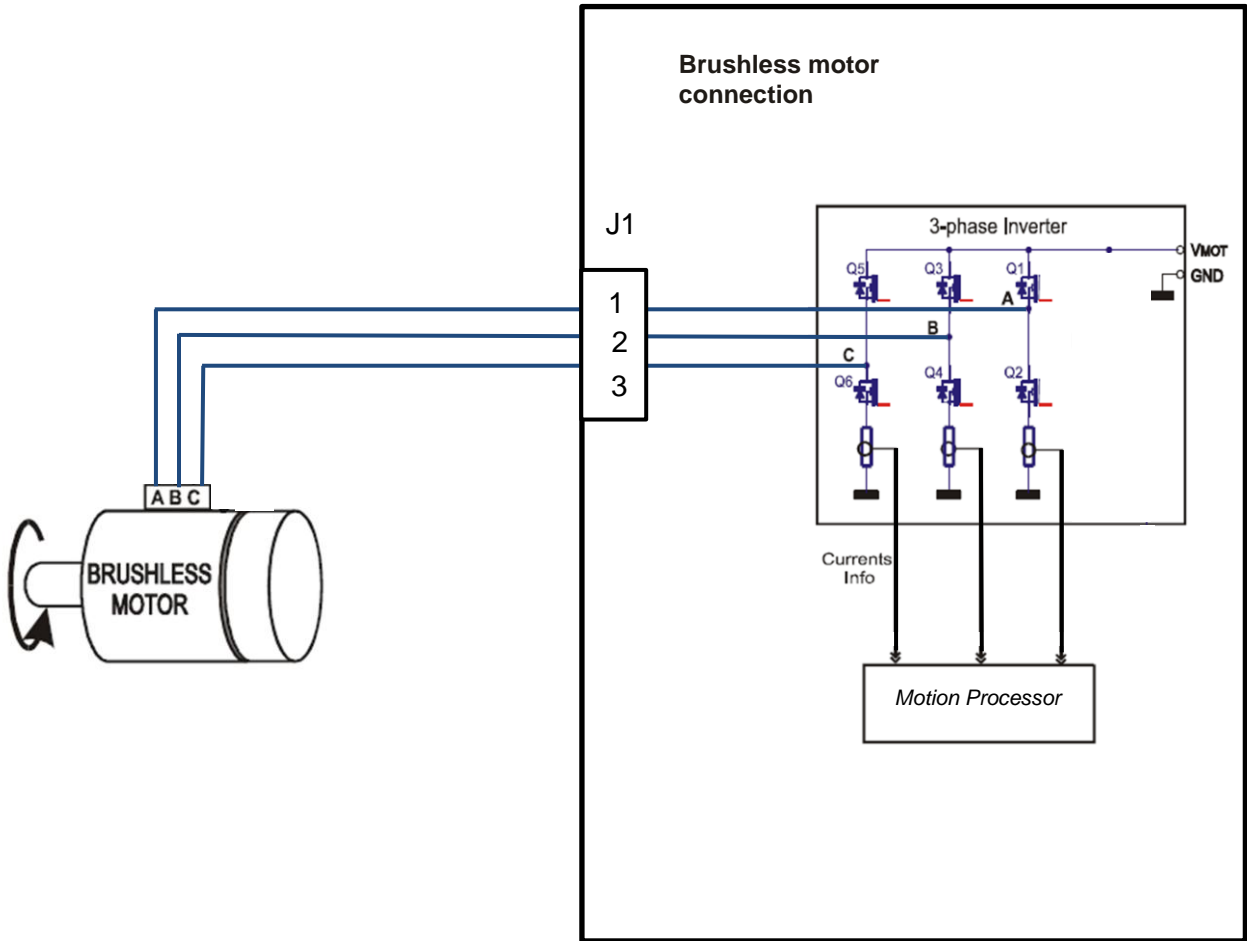 Brushless motor
connection
J1
3-phase Inverter
VMOT
GND
Q5
Q3
Q1
1
A
2
B
C
3
Q6
Q4
Q2
A B C
BRUSHLESS
MOTOR
Currents
Info
Motion Processor